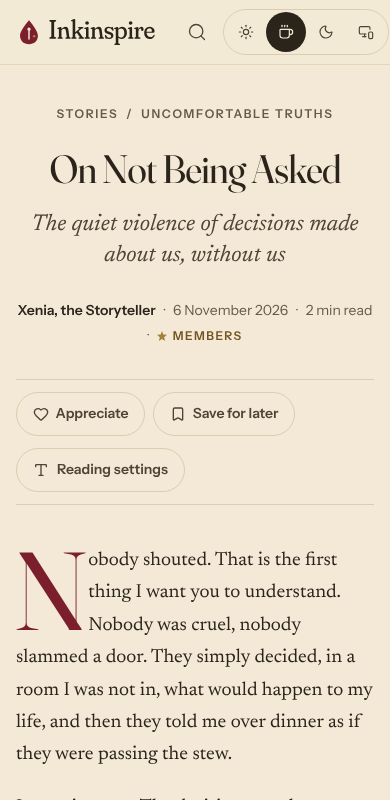 Inkinspire
STORIES / UNCOMFORTABLE TRUTHS
On Not Being Asked
The quiet violence of decisions made
about us, without us
Xenia, the Storyteller · 6 November 2026 · 2 min read
· ★ MEMBERS
Appreciate
Save for later
Reading settings
Nobody shouted. That is the first
thing I want you to understand.
Nobody was cruel, nobody
slammed a door. They simply decided, in a
room I was not in, what would happen to my
life, and then they told me over dinner as if
they were passing the stew.